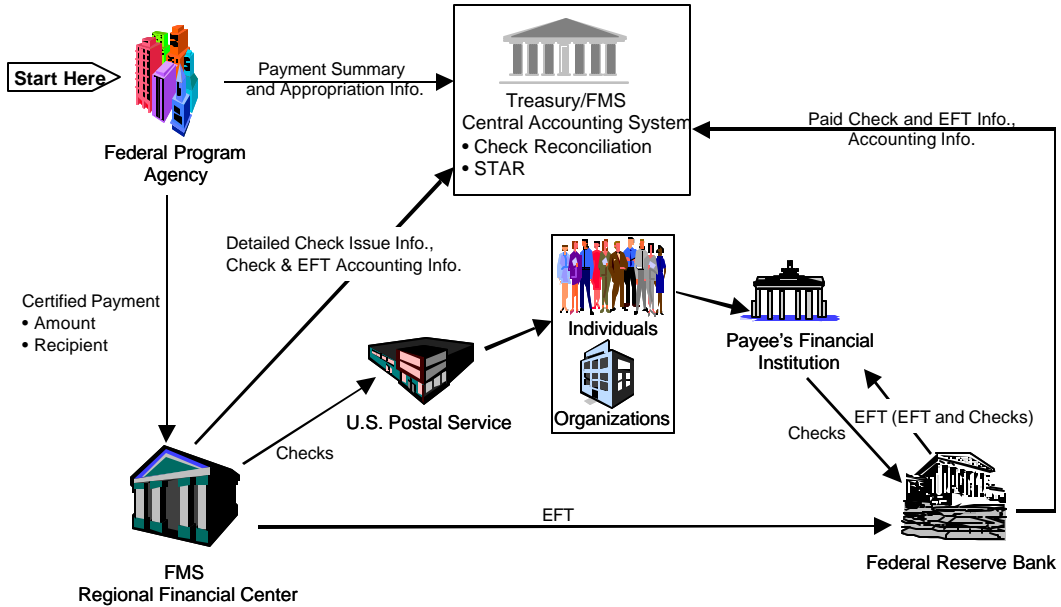 Start Here
Federal Program
Agency
Payment Summary
and Appropriation Info.
Treasury/FMS
Central Accounting System
• Check Reconciliation
• STAR
Paid Check and EFT Info.,
Accounting Info.
Detailed Check Issue Info.,
Check & EFT Accounting Info.
Certified Payment
• Amount
• Recipient
Individuals
Organizations
Payee's Financial
Institution
U.S. Postal Service
Checks
Checks
EFT (EFT and Checks)
EFT
FMS
Regional Financial Center
Federal Reserve Bank